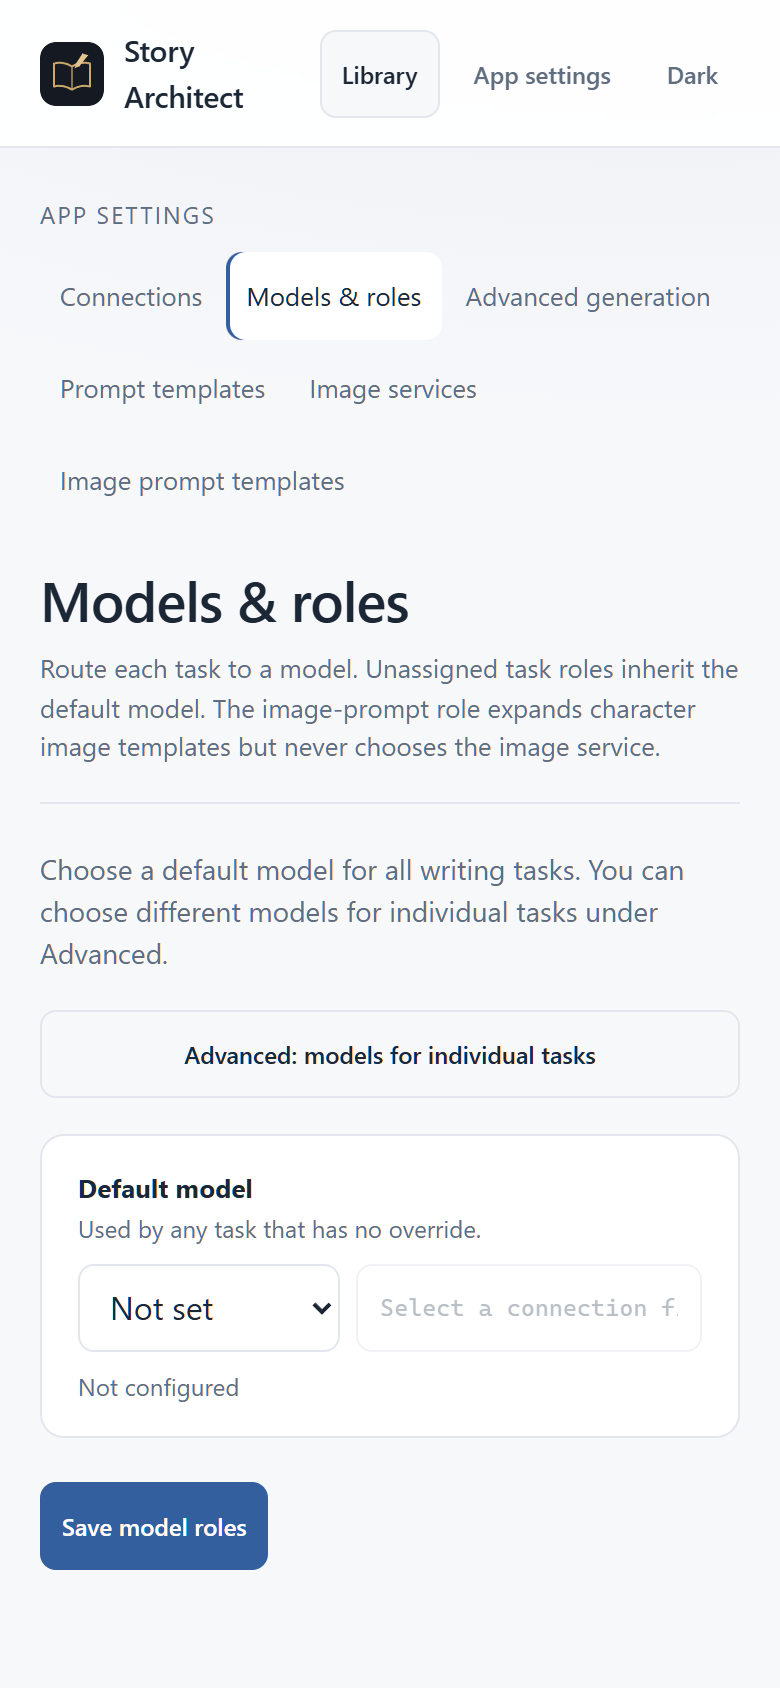 Story
Architect
Library
App settings
Dark
APP SETTINGS
Connections
Models & roles
Advanced generation
Prompt templates
Image services
Image prompt templates
Models & roles
Route each task to a model. Unassigned task roles inherit the
default model. The image-prompt role expands character
image templates but never chooses the image service.
Choose a default model for all writing tasks. You can
choose different models for individual tasks under
Advanced.
Advanced: models for individual tasks
Default model
Used by any task that has no override.
Not set
Select a connection f
Not configured
Save model roles